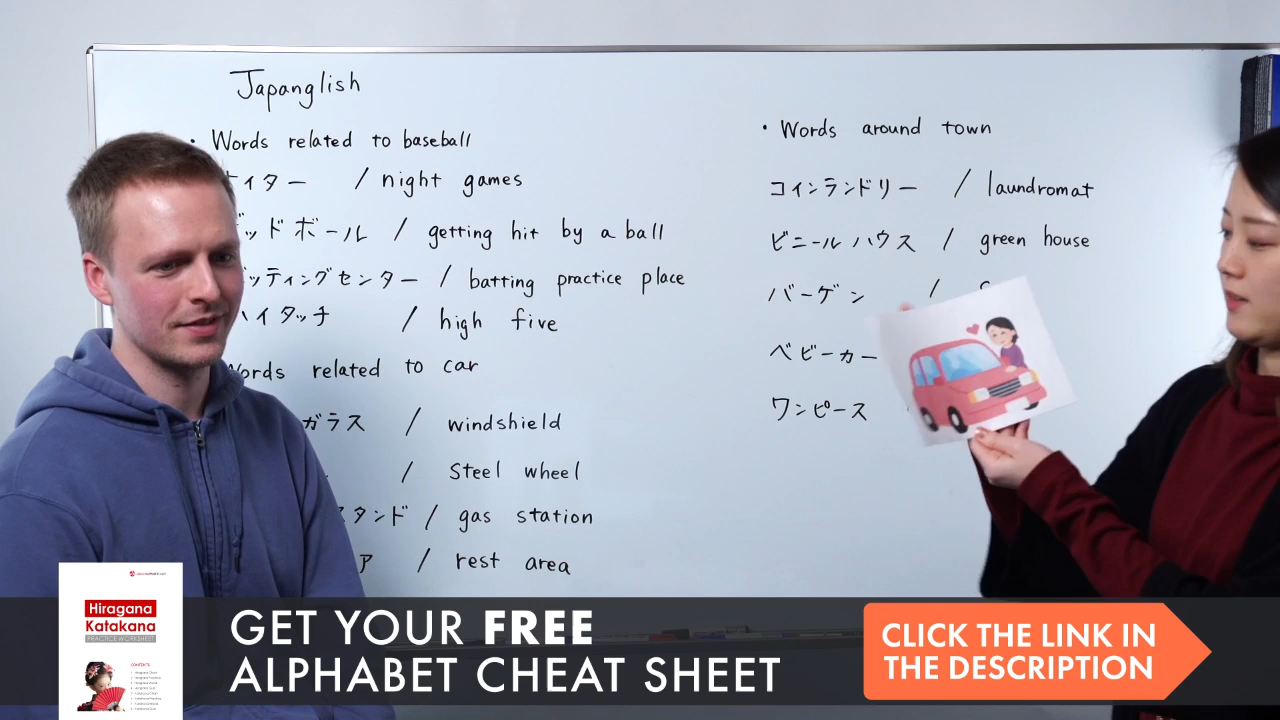 Japanglish
• Words related to baseball
イター / night games
ッドボール / getting hit by a ball
ッティングセンター / batting practice place
ハイタッチ / high five
Words related to car
ガラス / windshield
/ Steel wheel
スタンド / gas station
ア / rest area
• Words around town
コインランドリー / laundromat
ビニールハウス / green house
バーゲン /
ベビーカー
ワンピース
Hiragana
Katakana
PRACTICE WORKSHEET
CONTENTS
GET YOUR FREE
ALPHABET CHEAT SHEET
CLICK THE LINK IN
THE DESCRIPTION